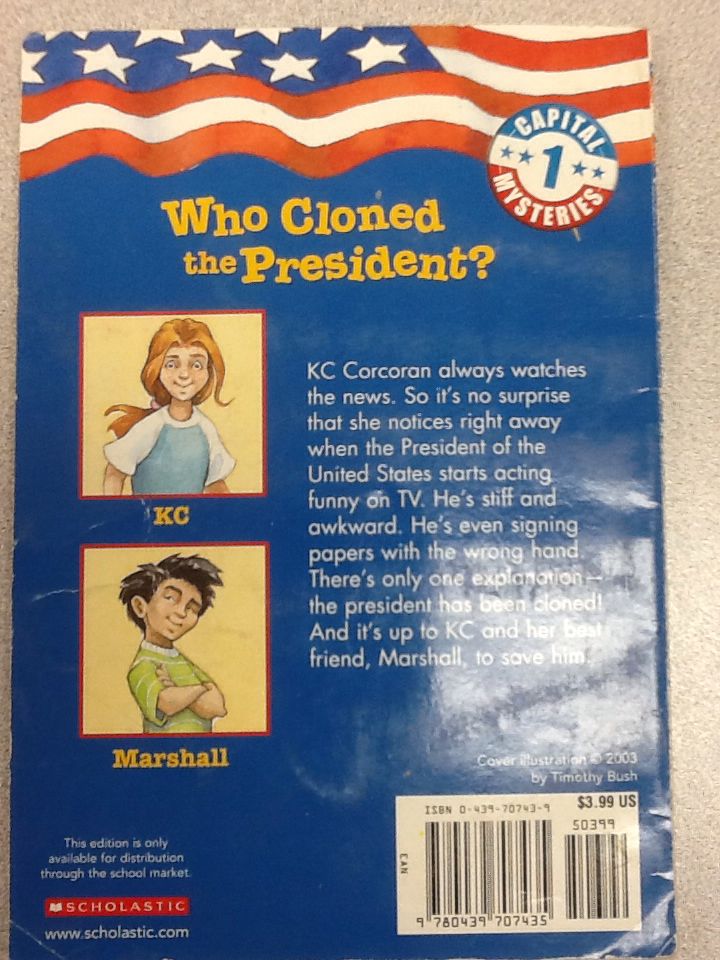 CAPITAL
1
MYSTERIES
Who Cloned
the President?
KC Corcoran always watches
the news. So it's no surprise
that she notices right away
when the President of the
United States starts acting
funny on TV. He's stiff and
awkward. He's even signing
papers with the wrong hand.
There's only one explanation—
the president has been cloned!
And it's up to KC and her best
friend, Marshall, to save him!
KC
Marshall
Cover illustration © 2003
by Timothy Bush
This edition is only
available for distribution
through the school market.
SCHOLASTIC
www.scholastic.com
ISBN 0-439-70743-9
$3.99 US
50399
EAN
9 780439 707435